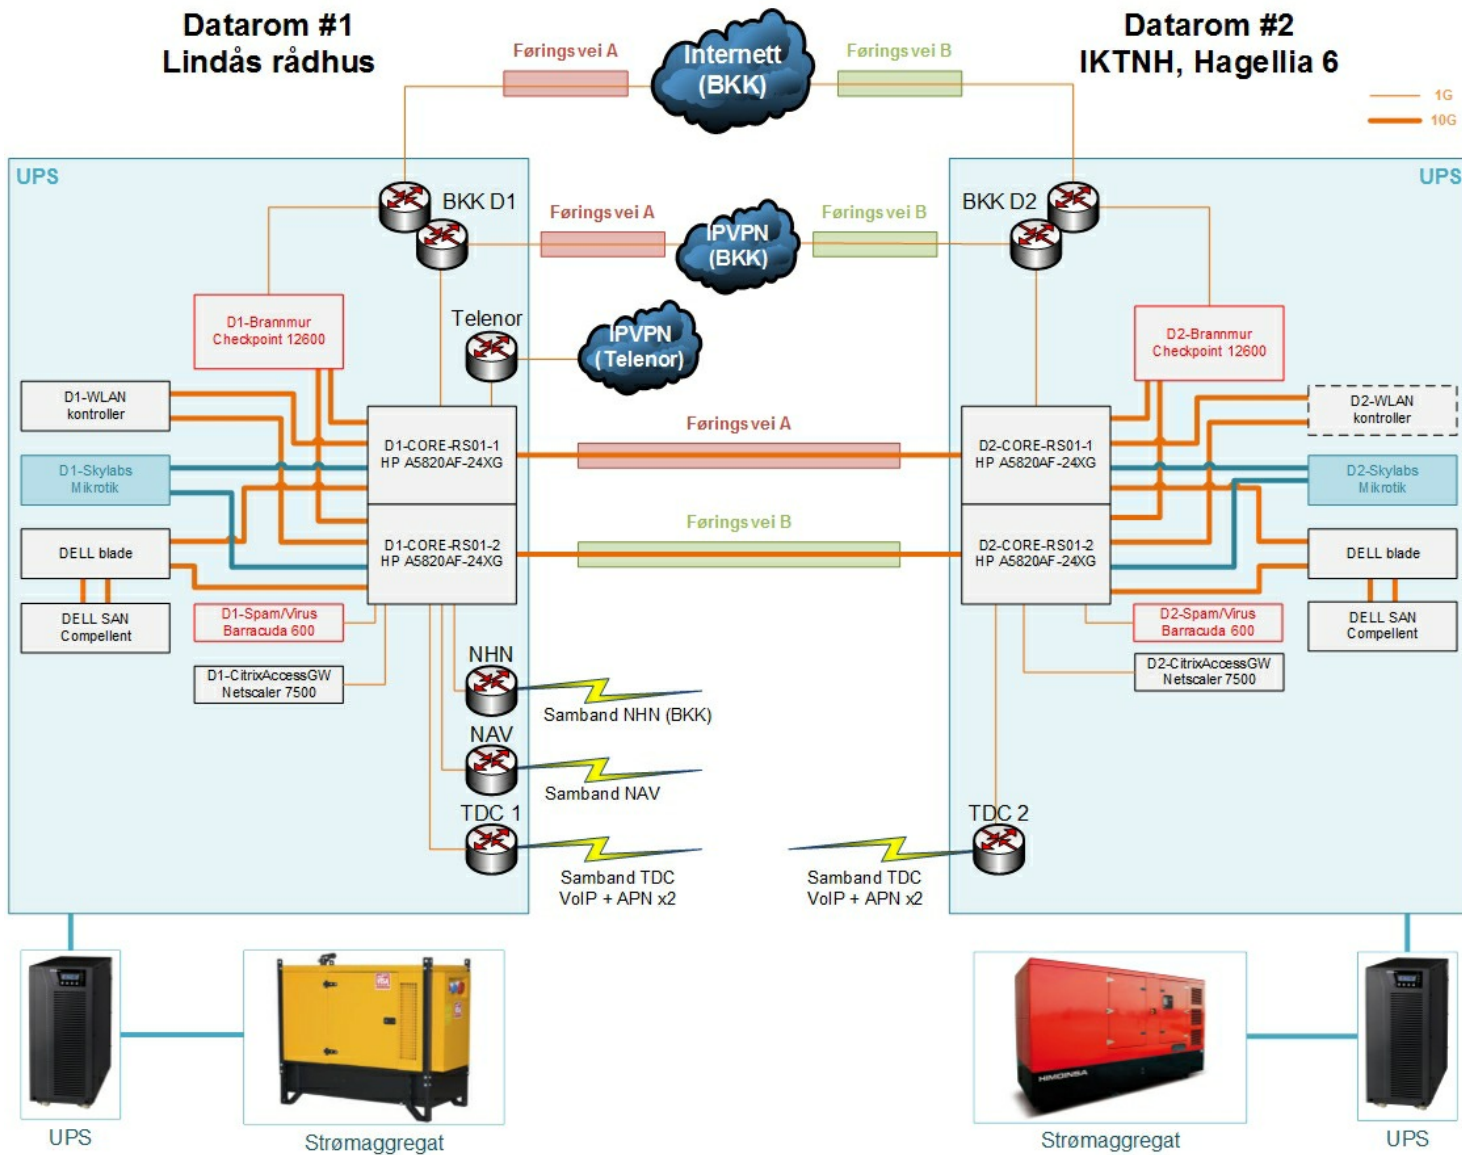 Datarom #1
Lindås rådhus
Datarom #2
IKTNH, Hagellia 6
Føringsvei A
Internett
(BKK)
Føringsvei B
1G
10G
UPS
UPS
BKK D1
Føringsvei A
IPVPN
(BKK)
Føringsvei B
BKK D2
D1-Brannmur
Checkpoint 12600
Telenor
IPVPN
(Telenor)
D2-Brannmur
Checkpoint 12600
D1-WLAN
kontroller
D2-WLAN
kontroller
D1-CORE-RS01-1
HP A5820AF-24XG
Føringsvei A
D2-CORE-RS01-1
HP A5820AF-24XG
D1-Skylabs
Mikrotik
D2-Skylabs
Mikrotik
D1-CORE-RS01-2
HP A5820AF-24XG
Føringsvei B
D2-CORE-RS01-2
HP A5820AF-24XG
DELL blade
DELL blade
DELL SAN
Compellent
D1-Spam/Virus
Barracuda 600
D2-Spam/Virus
Barracuda 600
DELL SAN
Compellent
D1-CitrixAccessGW
Netscaler 7500
D2-CitrixAccessGW
Netscaler 7500
NHN
Samband NHN (BKK)
NAV
Samband NAV
TDC 1
Samband TDC
VoIP + APN x2
TDC 2
Samband TDC
VoIP + APN x2
HIMOINSA
UPS
Strømaggregat
Strømaggregat
UPS